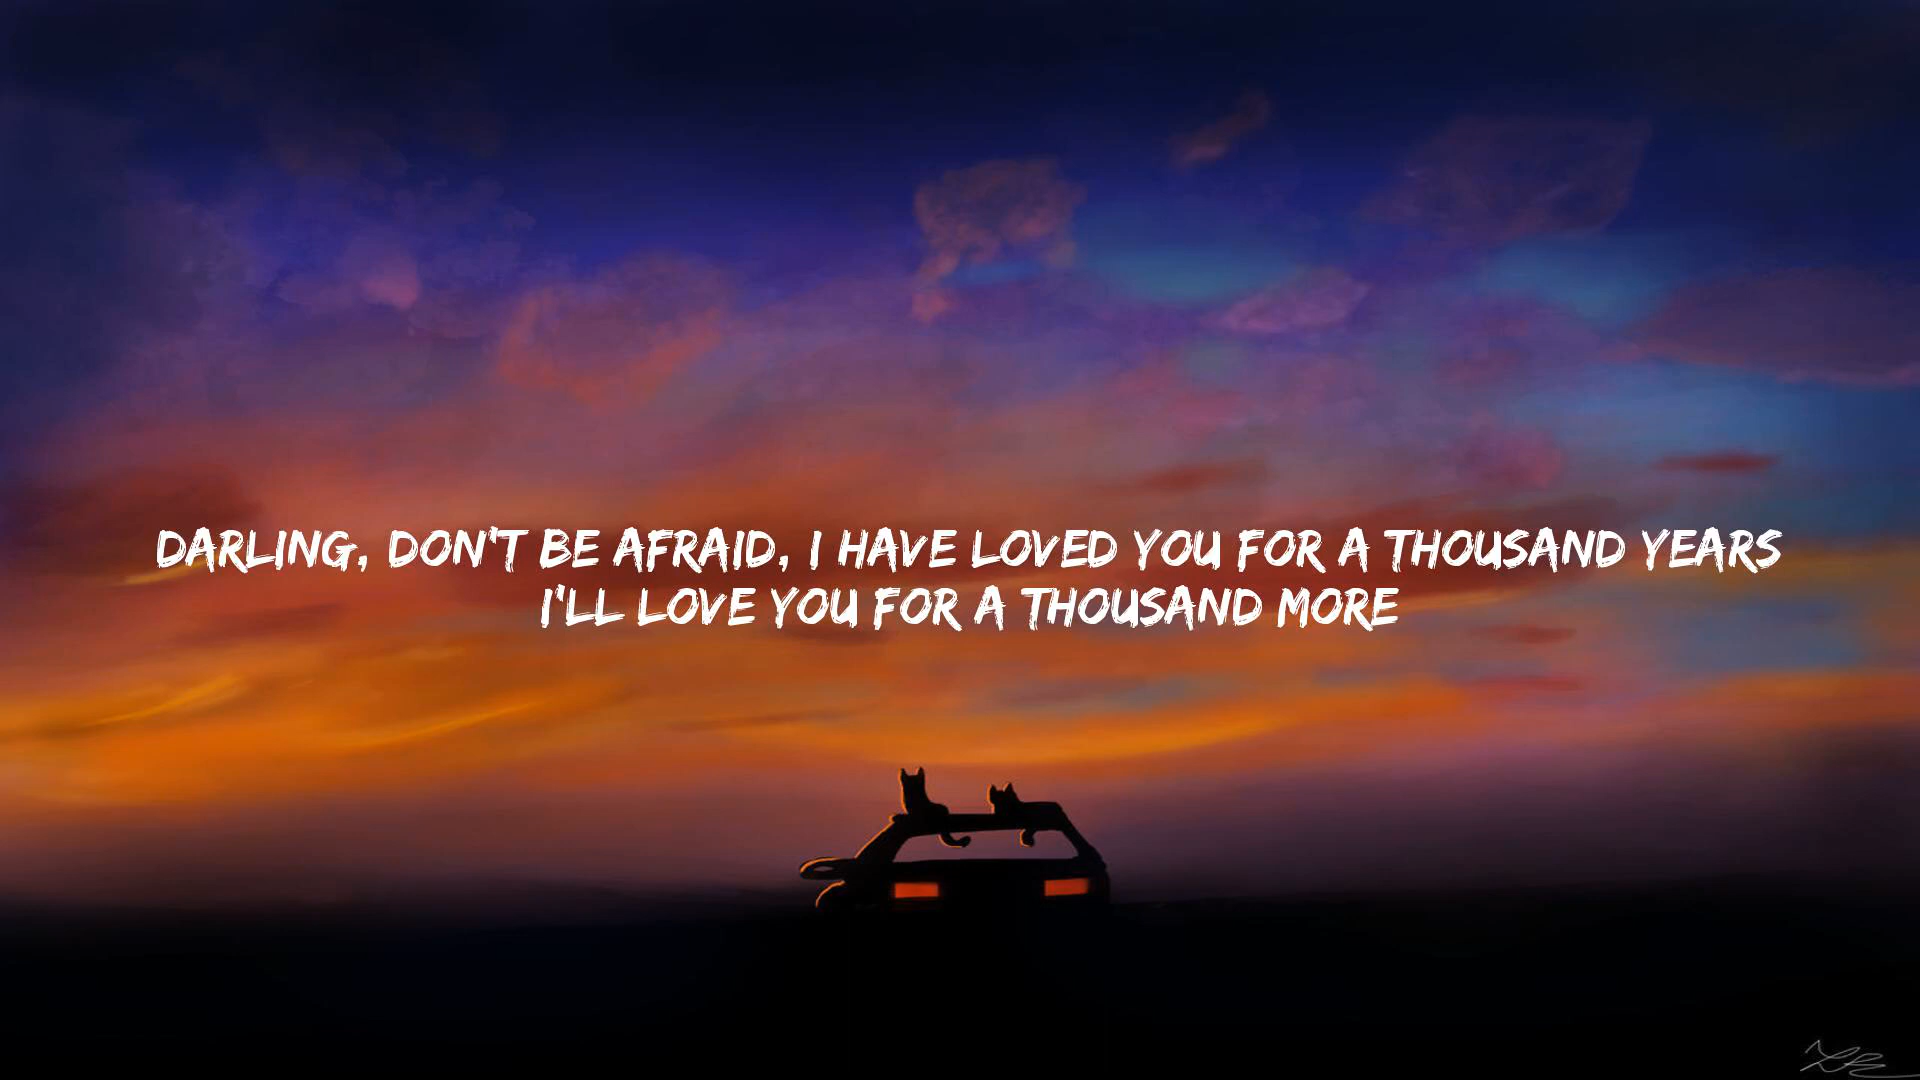 DARLING, DON'T BE AFRAID, I HAVE LOVED YOU FOR A THOUSAND YEARS
I'LL LOVE YOU FOR A THOUSAND MORE